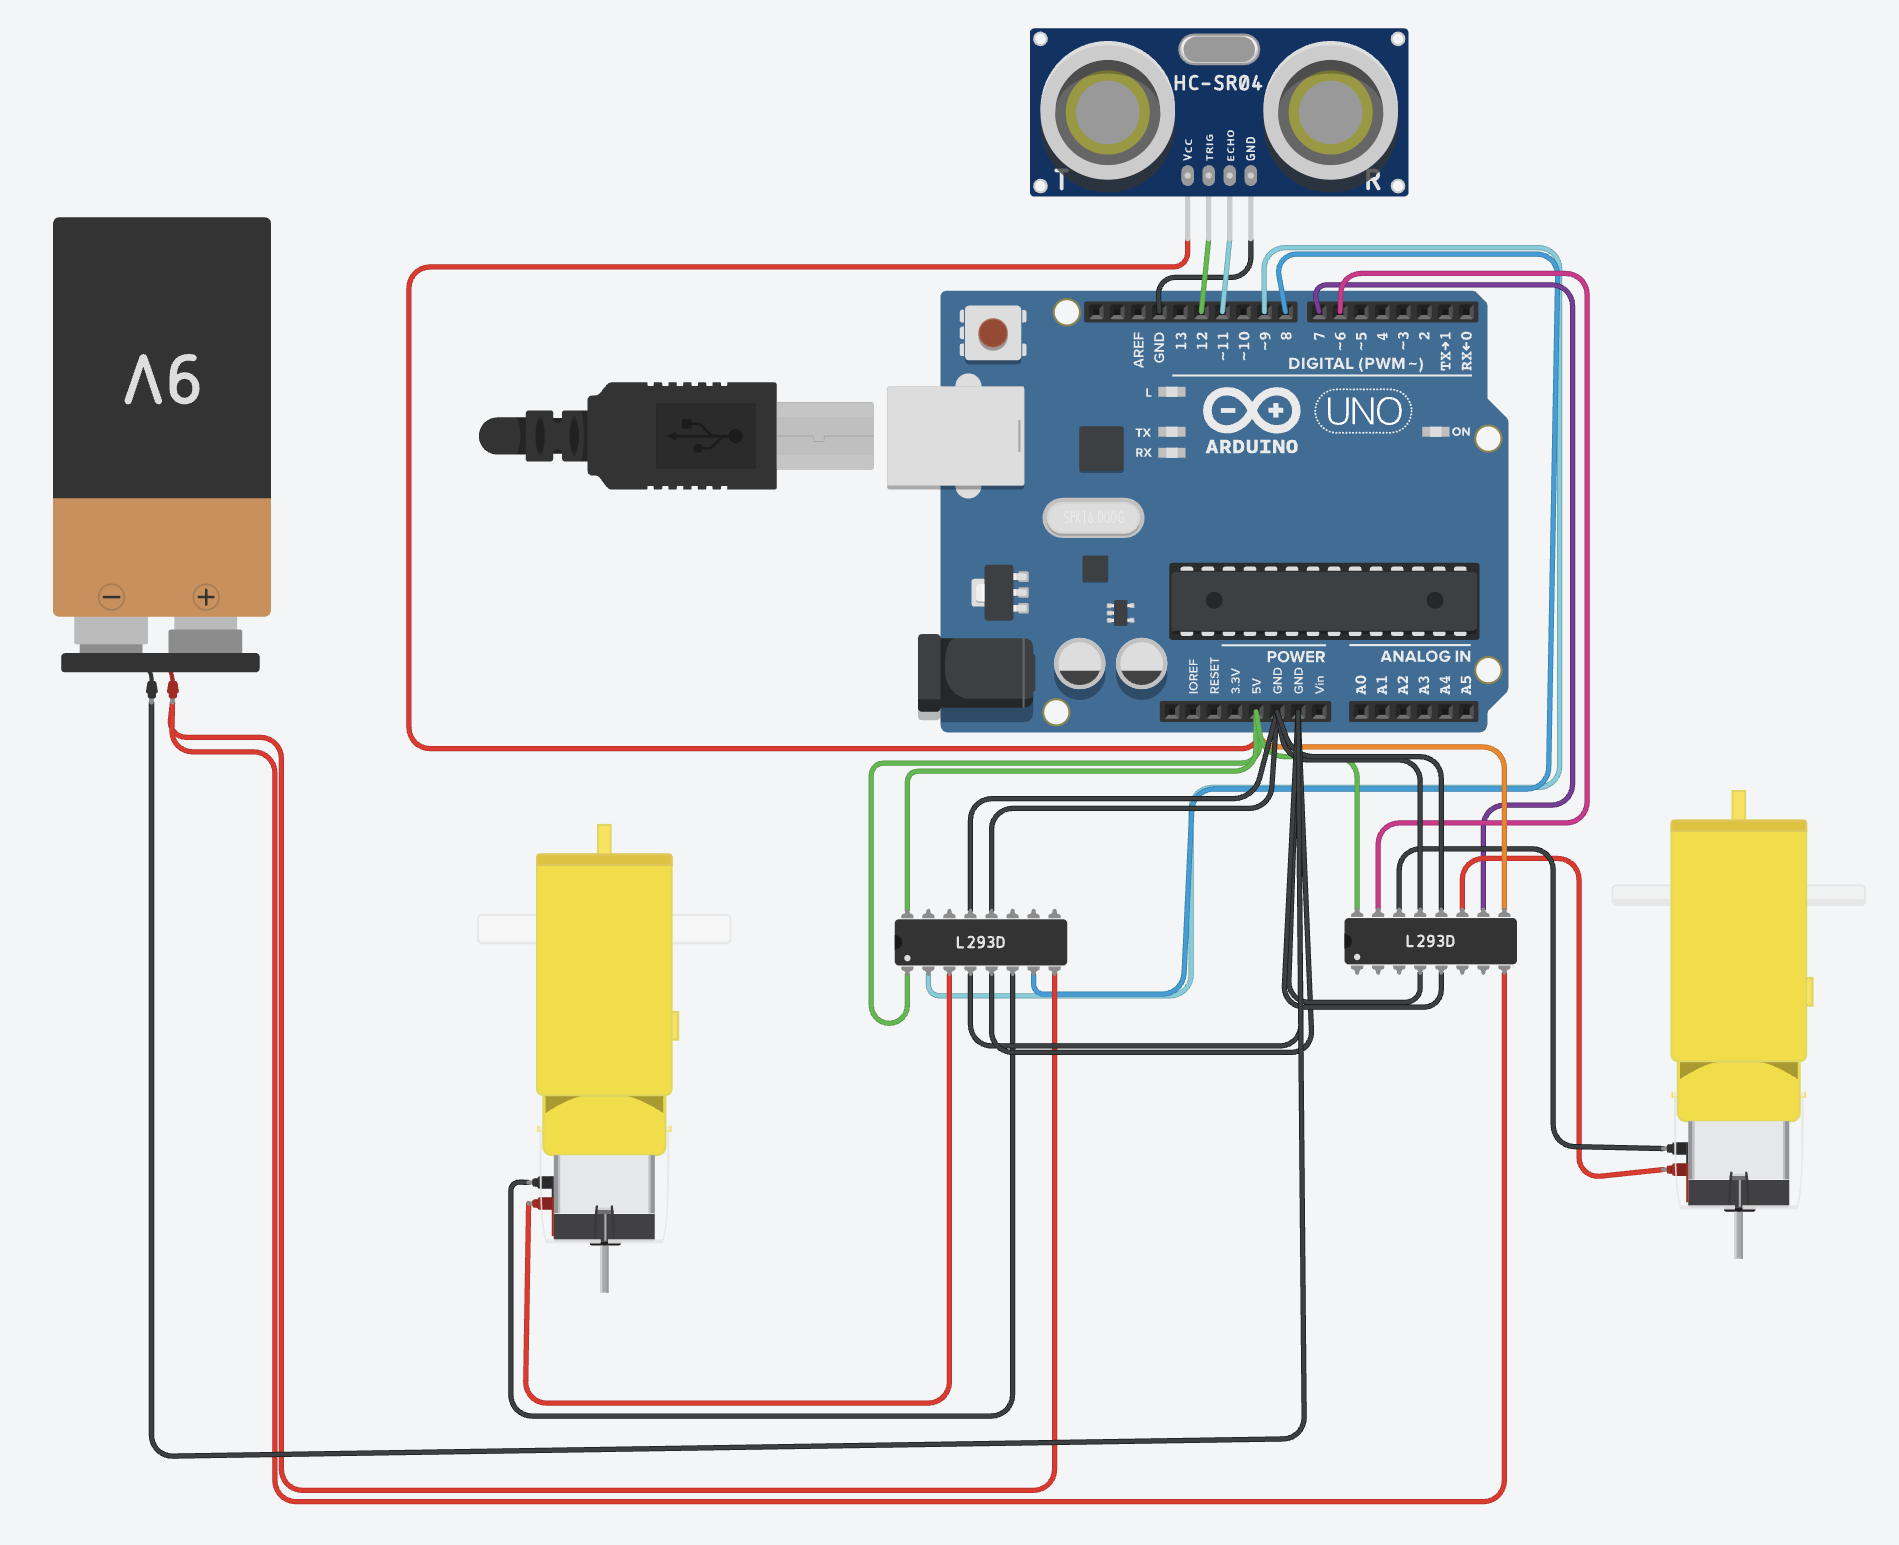 HC-SR04
Vcc
TRIG
ECHO
GND
T
R
9V
AREF
GND
13
12
~11
~10
~9
8
7
~6
~5
4
~3
2
TX→1
RX←0
DIGITAL (PWM~)
L
TX
RX
ARDUINO
UNO
ON
SPK16.000G
POWER
ANALOG IN
IOREF
RESET
3.3V
5V
GND
GND
Vin
A0
A1
A2
A3
A4
A5
L293D
L293D